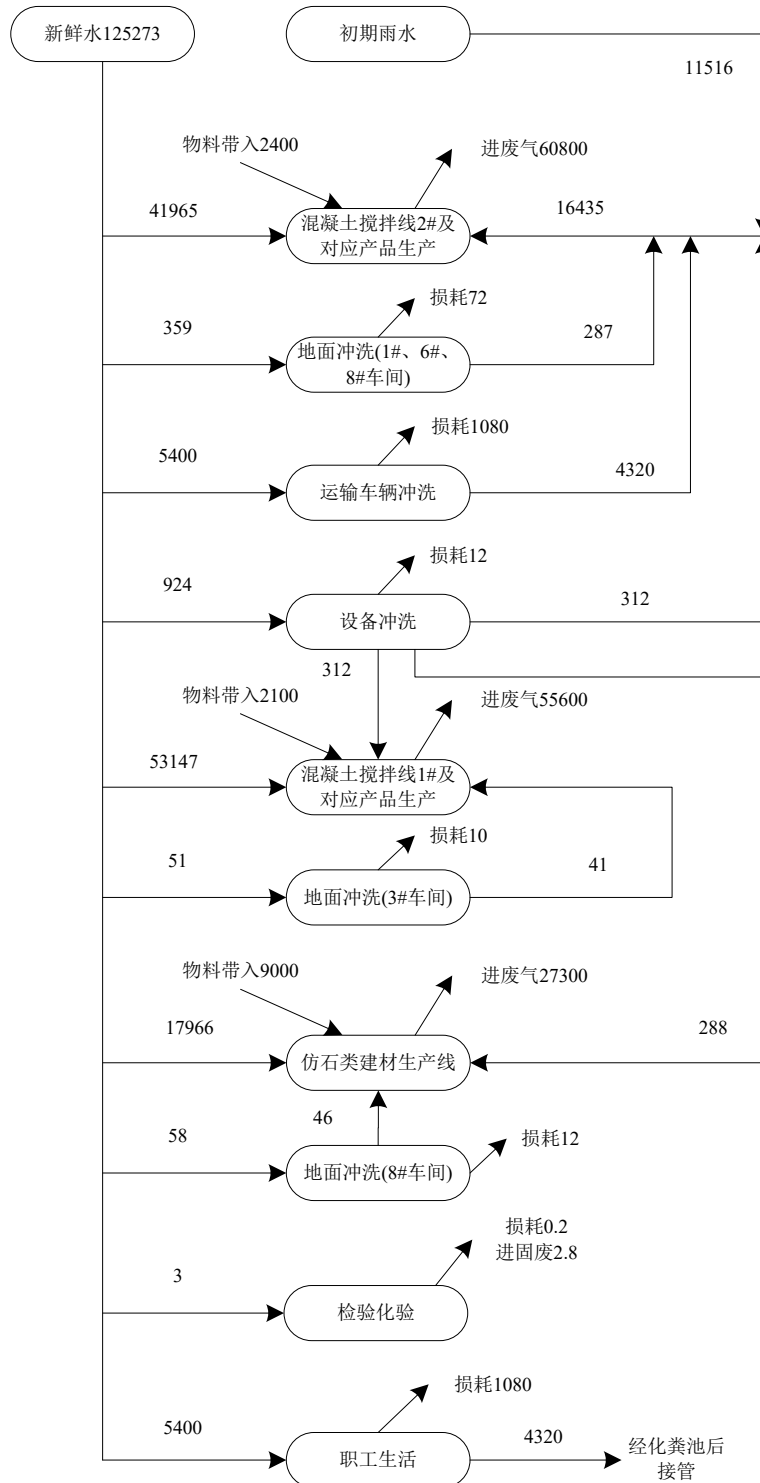 新鲜水125273
初期雨水
11516
物料带入2400
进废气60800
41965
混凝土搅拌线2#及
对应产品生产
16435
损耗72
359
地面冲洗(1#、6#、
8#车间)
287
损耗1080
5400
运输车辆冲洗
4320
损耗12
924
设备冲洗
312
312
物料带入2100
进废气55600
53147
混凝土搅拌线1#及
对应产品生产
损耗10
51
地面冲洗(3#车间)
41
物料带入9000
进废气27300
17966
仿石类建材生产线
288
46
58
地面冲洗(8#车间)
损耗12
损耗0.2
进固废2.8
3
检验化验
损耗1080
5400
职工生活
4320
经化粪池后
接管